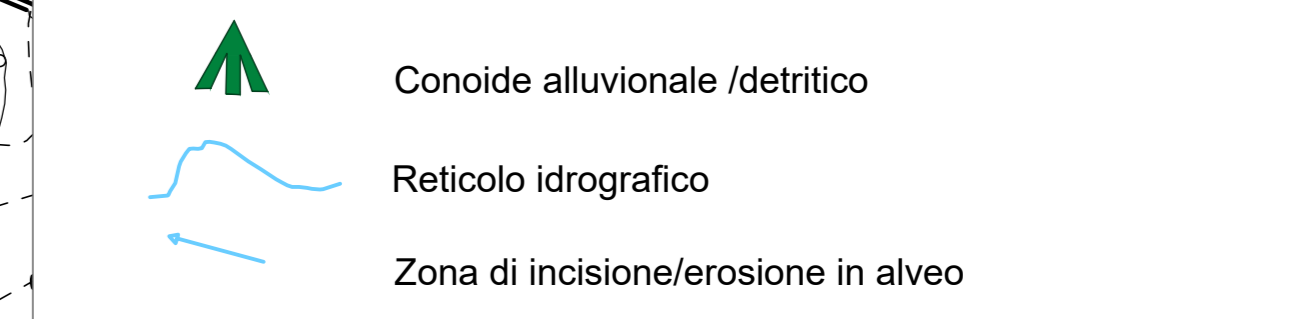 Conoide alluvionale /detritico
Reticolo idrografico
Zona di incisione/erosione in alveo